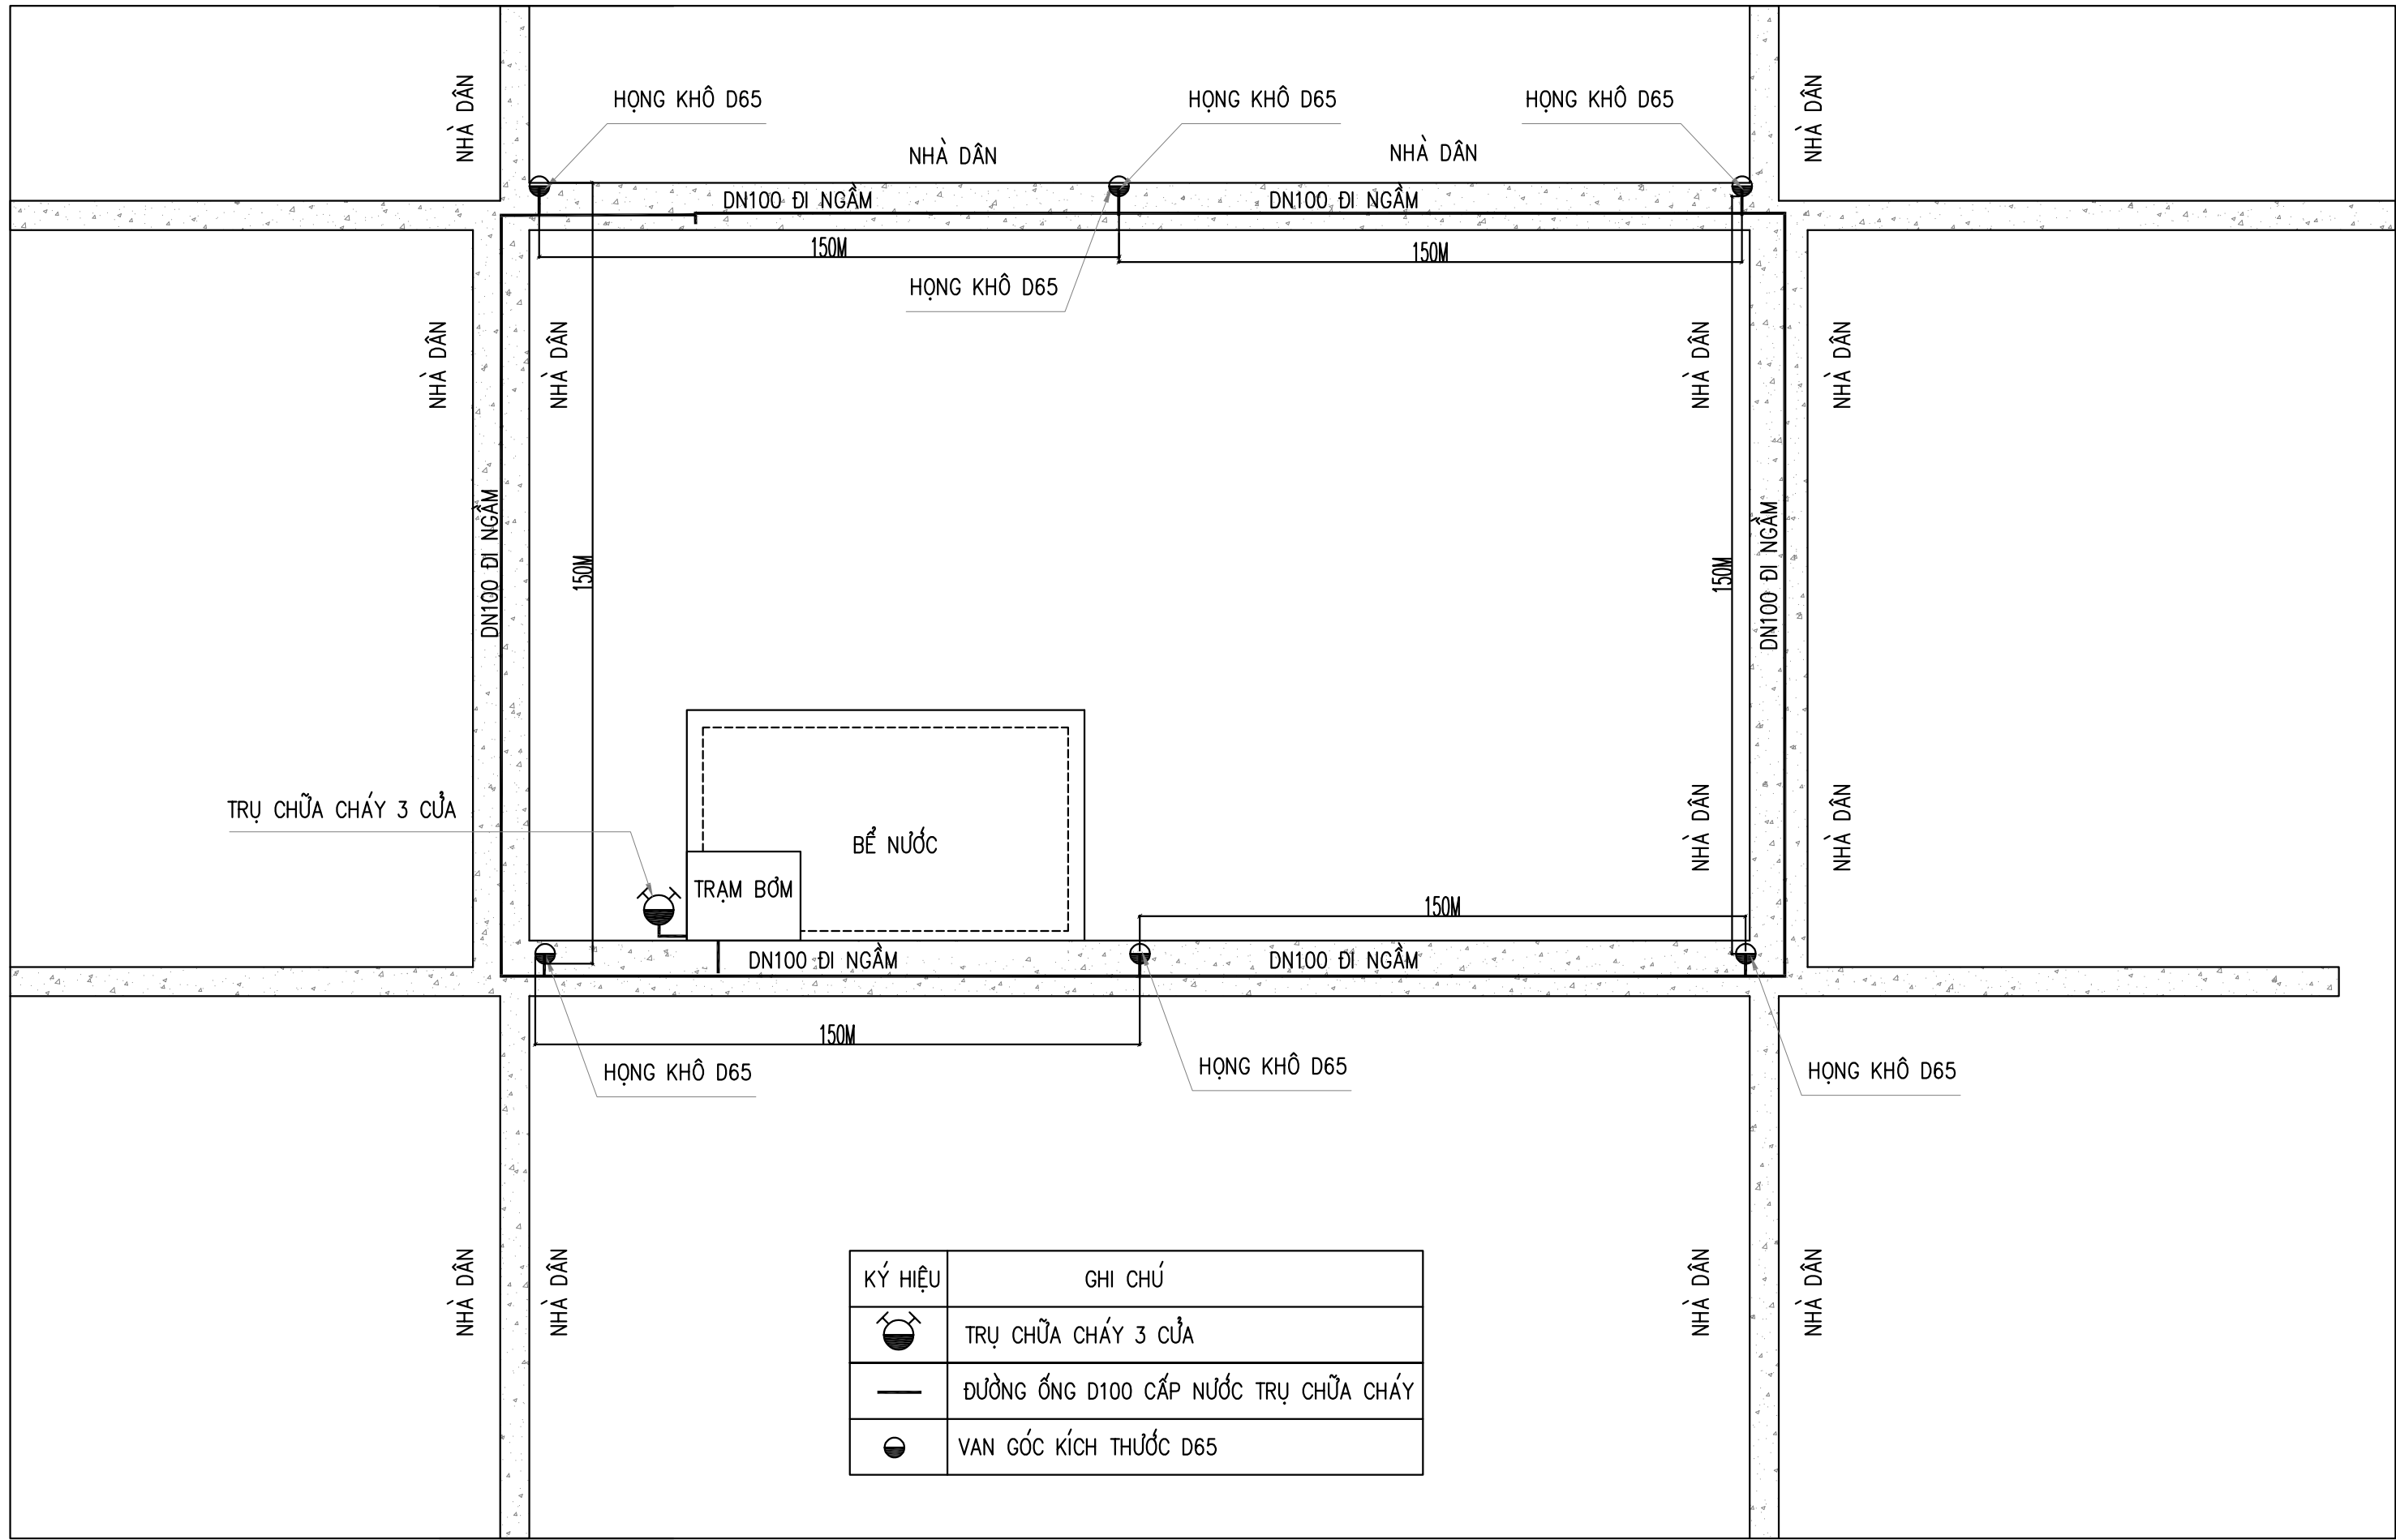 NHÀ DÂN
NHÀ DÂN
HỌNG KHÔ D65
HỌNG KHÔ D65
HỌNG KHÔ D65
NHÀ DÂN
NHÀ DÂN
DN100 ĐI NGẦM
DN100 ĐI NGẦM
150M
150M
HỌNG KHÔ D65
NHÀ DÂN
NHÀ DÂN
NHÀ DÂN
NHÀ DÂN
DN100 ĐI NGẦM
150M
150M
DN100 ĐI NGẦM
TRỤ CHỮA CHÁY 3 CỬA
BỂ NƯỚC
TRẠM BƠM
NHÀ DÂN
NHÀ DÂN
150M
DN100 ĐI NGẦM
DN100 ĐI NGẦM
150M
HỌNG KHÔ D65
HỌNG KHÔ D65
HỌNG KHÔ D65
NHÀ DÂN
NHÀ DÂN
NHÀ DÂN
NHÀ DÂN
KÝ HIỆU
GHI CHÚ
TRỤ CHỮA CHÁY 3 CỬA
ĐƯỜNG ỐNG D100 CẤP NƯỚC TRỤ CHỮA CHÁY
VAN GÓC KÍCH THƯỚC D65